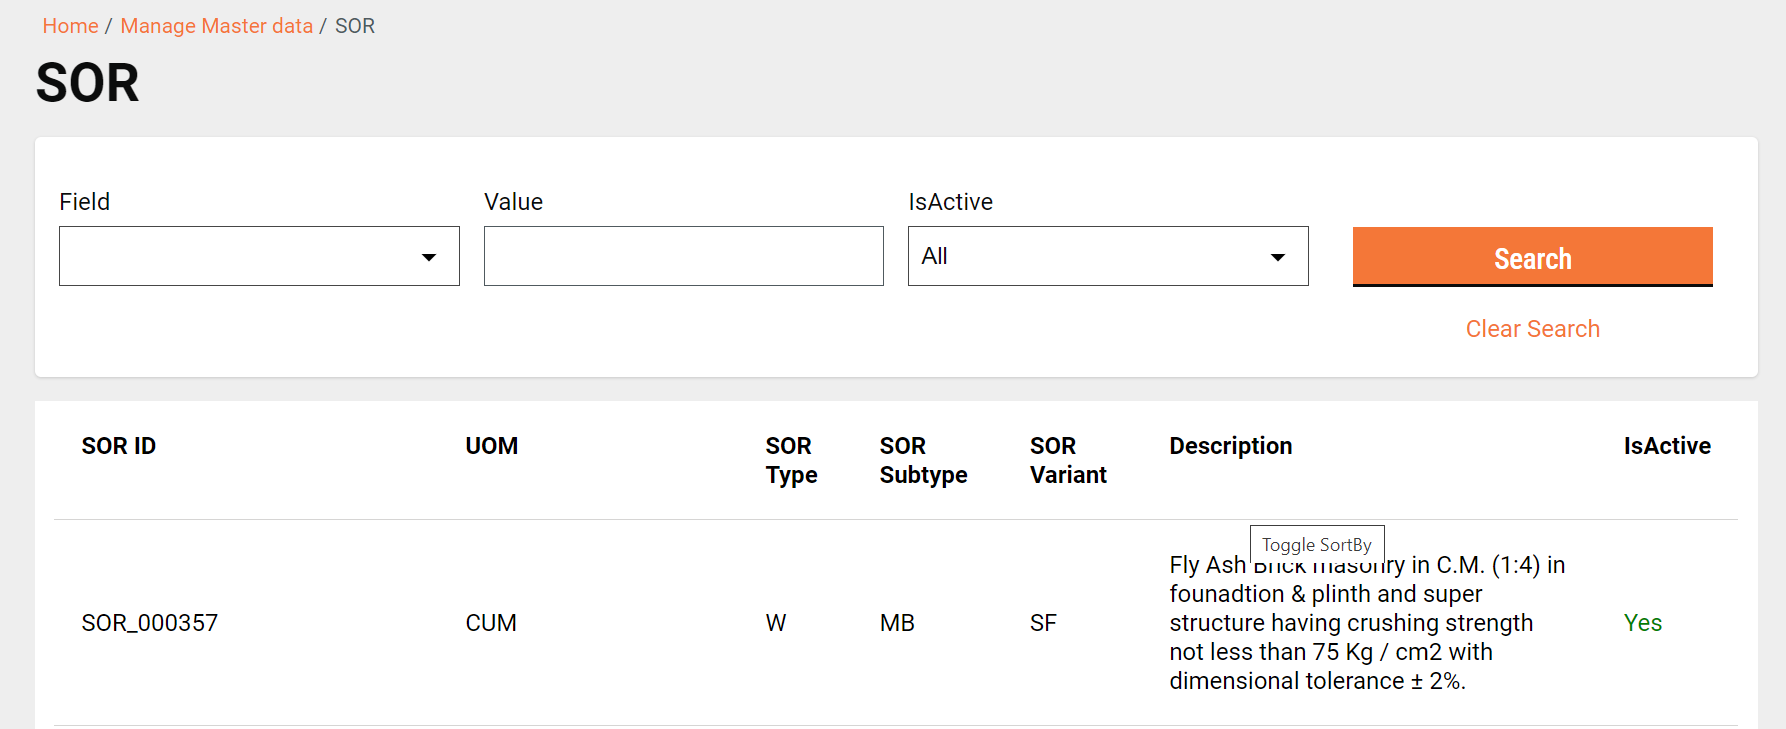 Home / Manage Master data / SOR
SOR
Field
Value
IsActive
All
Search
Clear Search
SOR ID
UOM
SOR
Type
SOR
Subtype
SOR
Variant
Description
IsActive
Toggle SortBy
SOR_000357
CUM
W
MB
SF
Fly Ash Brick masonry in C.M. (1:4) in
founadtion & plinth and super
structure having crushing strength
not less than 75 Kg / cm2 with
dimensional tolerance ± 2%.
Yes